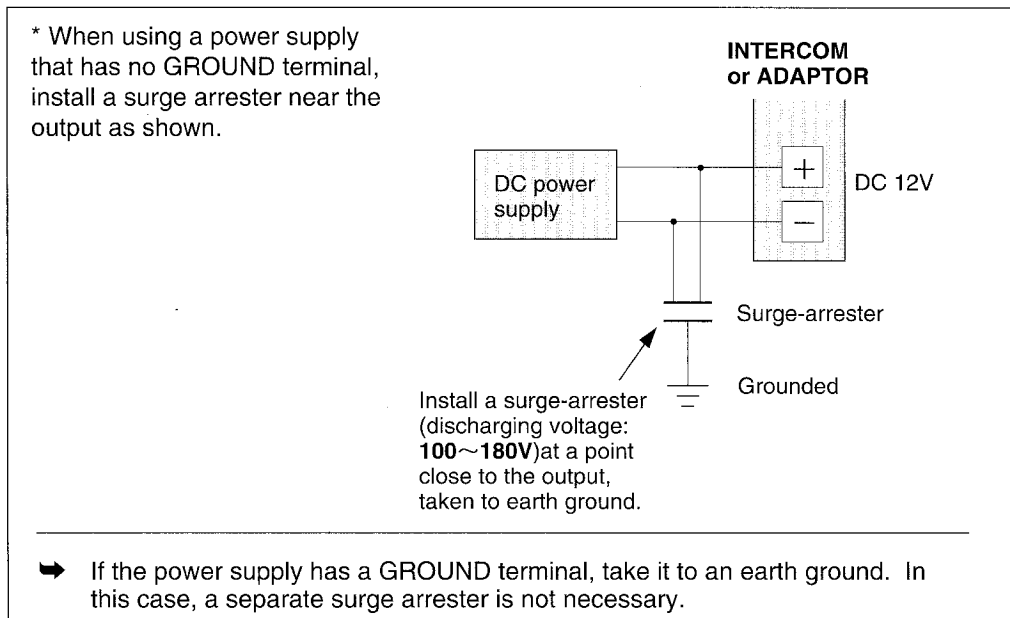 * When using a power supply
that has no GROUND terminal,
install a surge arrester near the
output as shown.
INTERCOM
or ADAPTOR
DC power
supply
+
−
DC 12V
Surge-arrester
Grounded
Install a surge-arrester
(discharging voltage:
100～180V)at a point
close to the output,
taken to earth ground.
➥ If the power supply has a GROUND terminal, take it to an earth ground. In
this case, a separate surge arrester is not necessary.